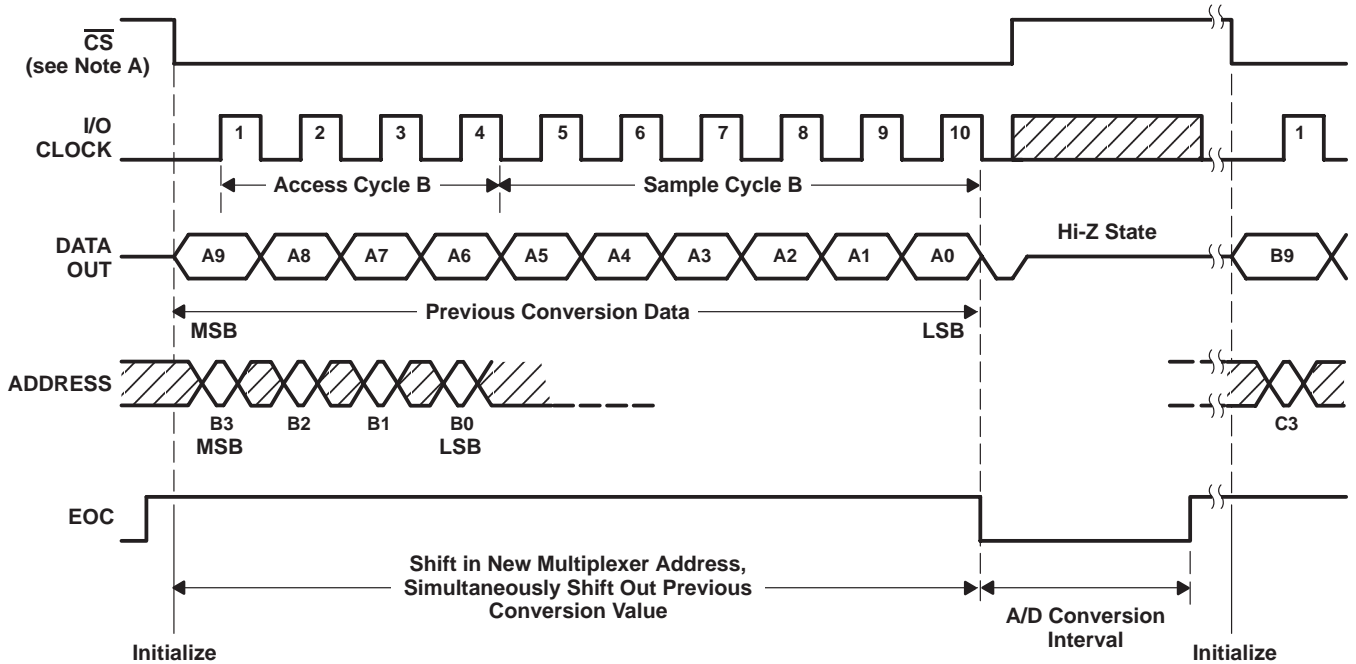 CS
(see Note A)
I/O
CLOCK
1 2 3 4 5 6 7 8 9 10 1
Access Cycle B Sample Cycle B
DATA
OUT
A9 A8 A7 A6 A5 A4 A3 A2 A1 A0 Hi-Z State B9
Previous Conversion Data
MSB LSB
ADDRESS
B3 B2 B1 B0 C3
MSB LSB
EOC
Shift in New Multiplexer Address,
Simultaneously Shift Out Previous
Conversion Value
A/D Conversion
Interval
Initialize Initialize